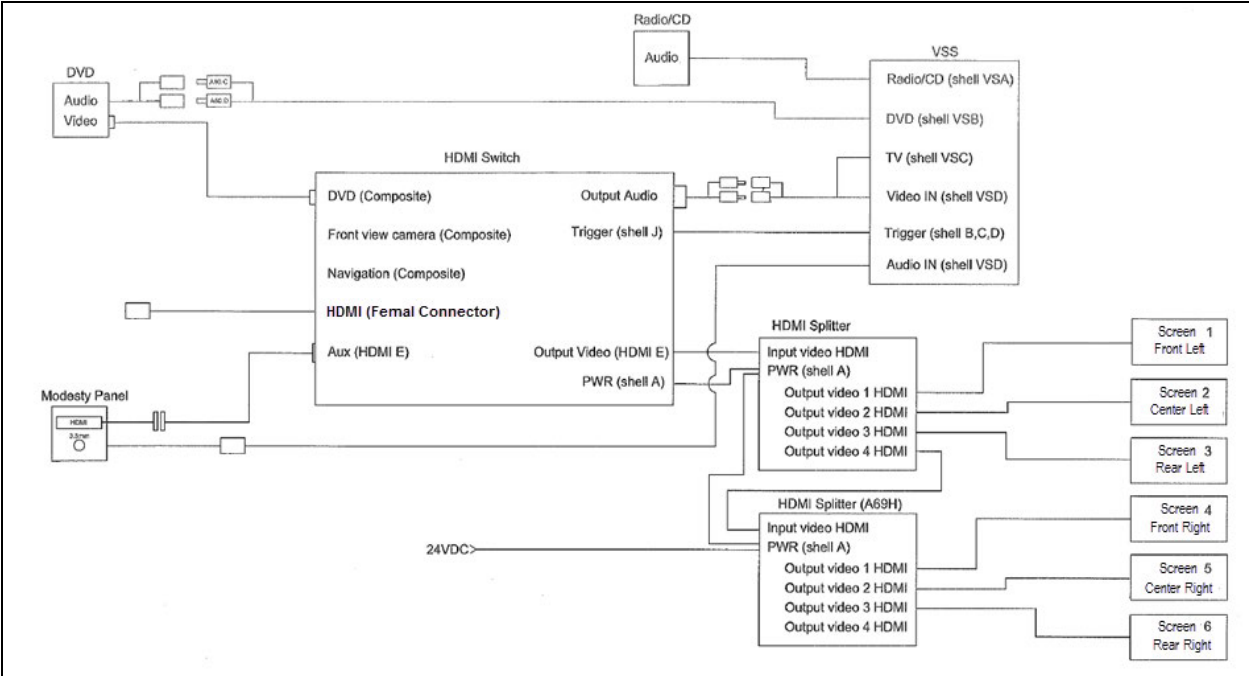 Radio/CD
Audio
DVD
Audio
Video
A60:C
A60:D
VSS
Radio/CD (shell VSA)
DVD (shell VSB)
TV (shell VSC)
Video IN (shell VSD)
Trigger (shell B,C,D)
Audio IN (shell VSD)
HDMI Switch
DVD (Composite)
Output Audio
Front view camera (Composite)
Trigger (shell J)
Navigation (Composite)
HDMI (Femal Connector)
Aux (HDMI E)
Output Video (HDMI E)
PWR (shell A)
Modesty Panel
HDMI
3.5mm
HDMI Splitter
Input video HDMI
PWR (shell A)
Output video 1 HDMI
Output video 2 HDMI
Output video 3 HDMI
Output video 4 HDMI
HDMI Splitter (A69H)
Input video HDMI
PWR (shell A)
Output video 1 HDMI
Output video 2 HDMI
Output video 3 HDMI
Output video 4 HDMI
24VDC>
Screen 1
Front Left
Screen 2
Center Left
Screen 3
Rear Left
Screen 4
Front Right
Screen 5
Center Right
Screen 6
Rear Right